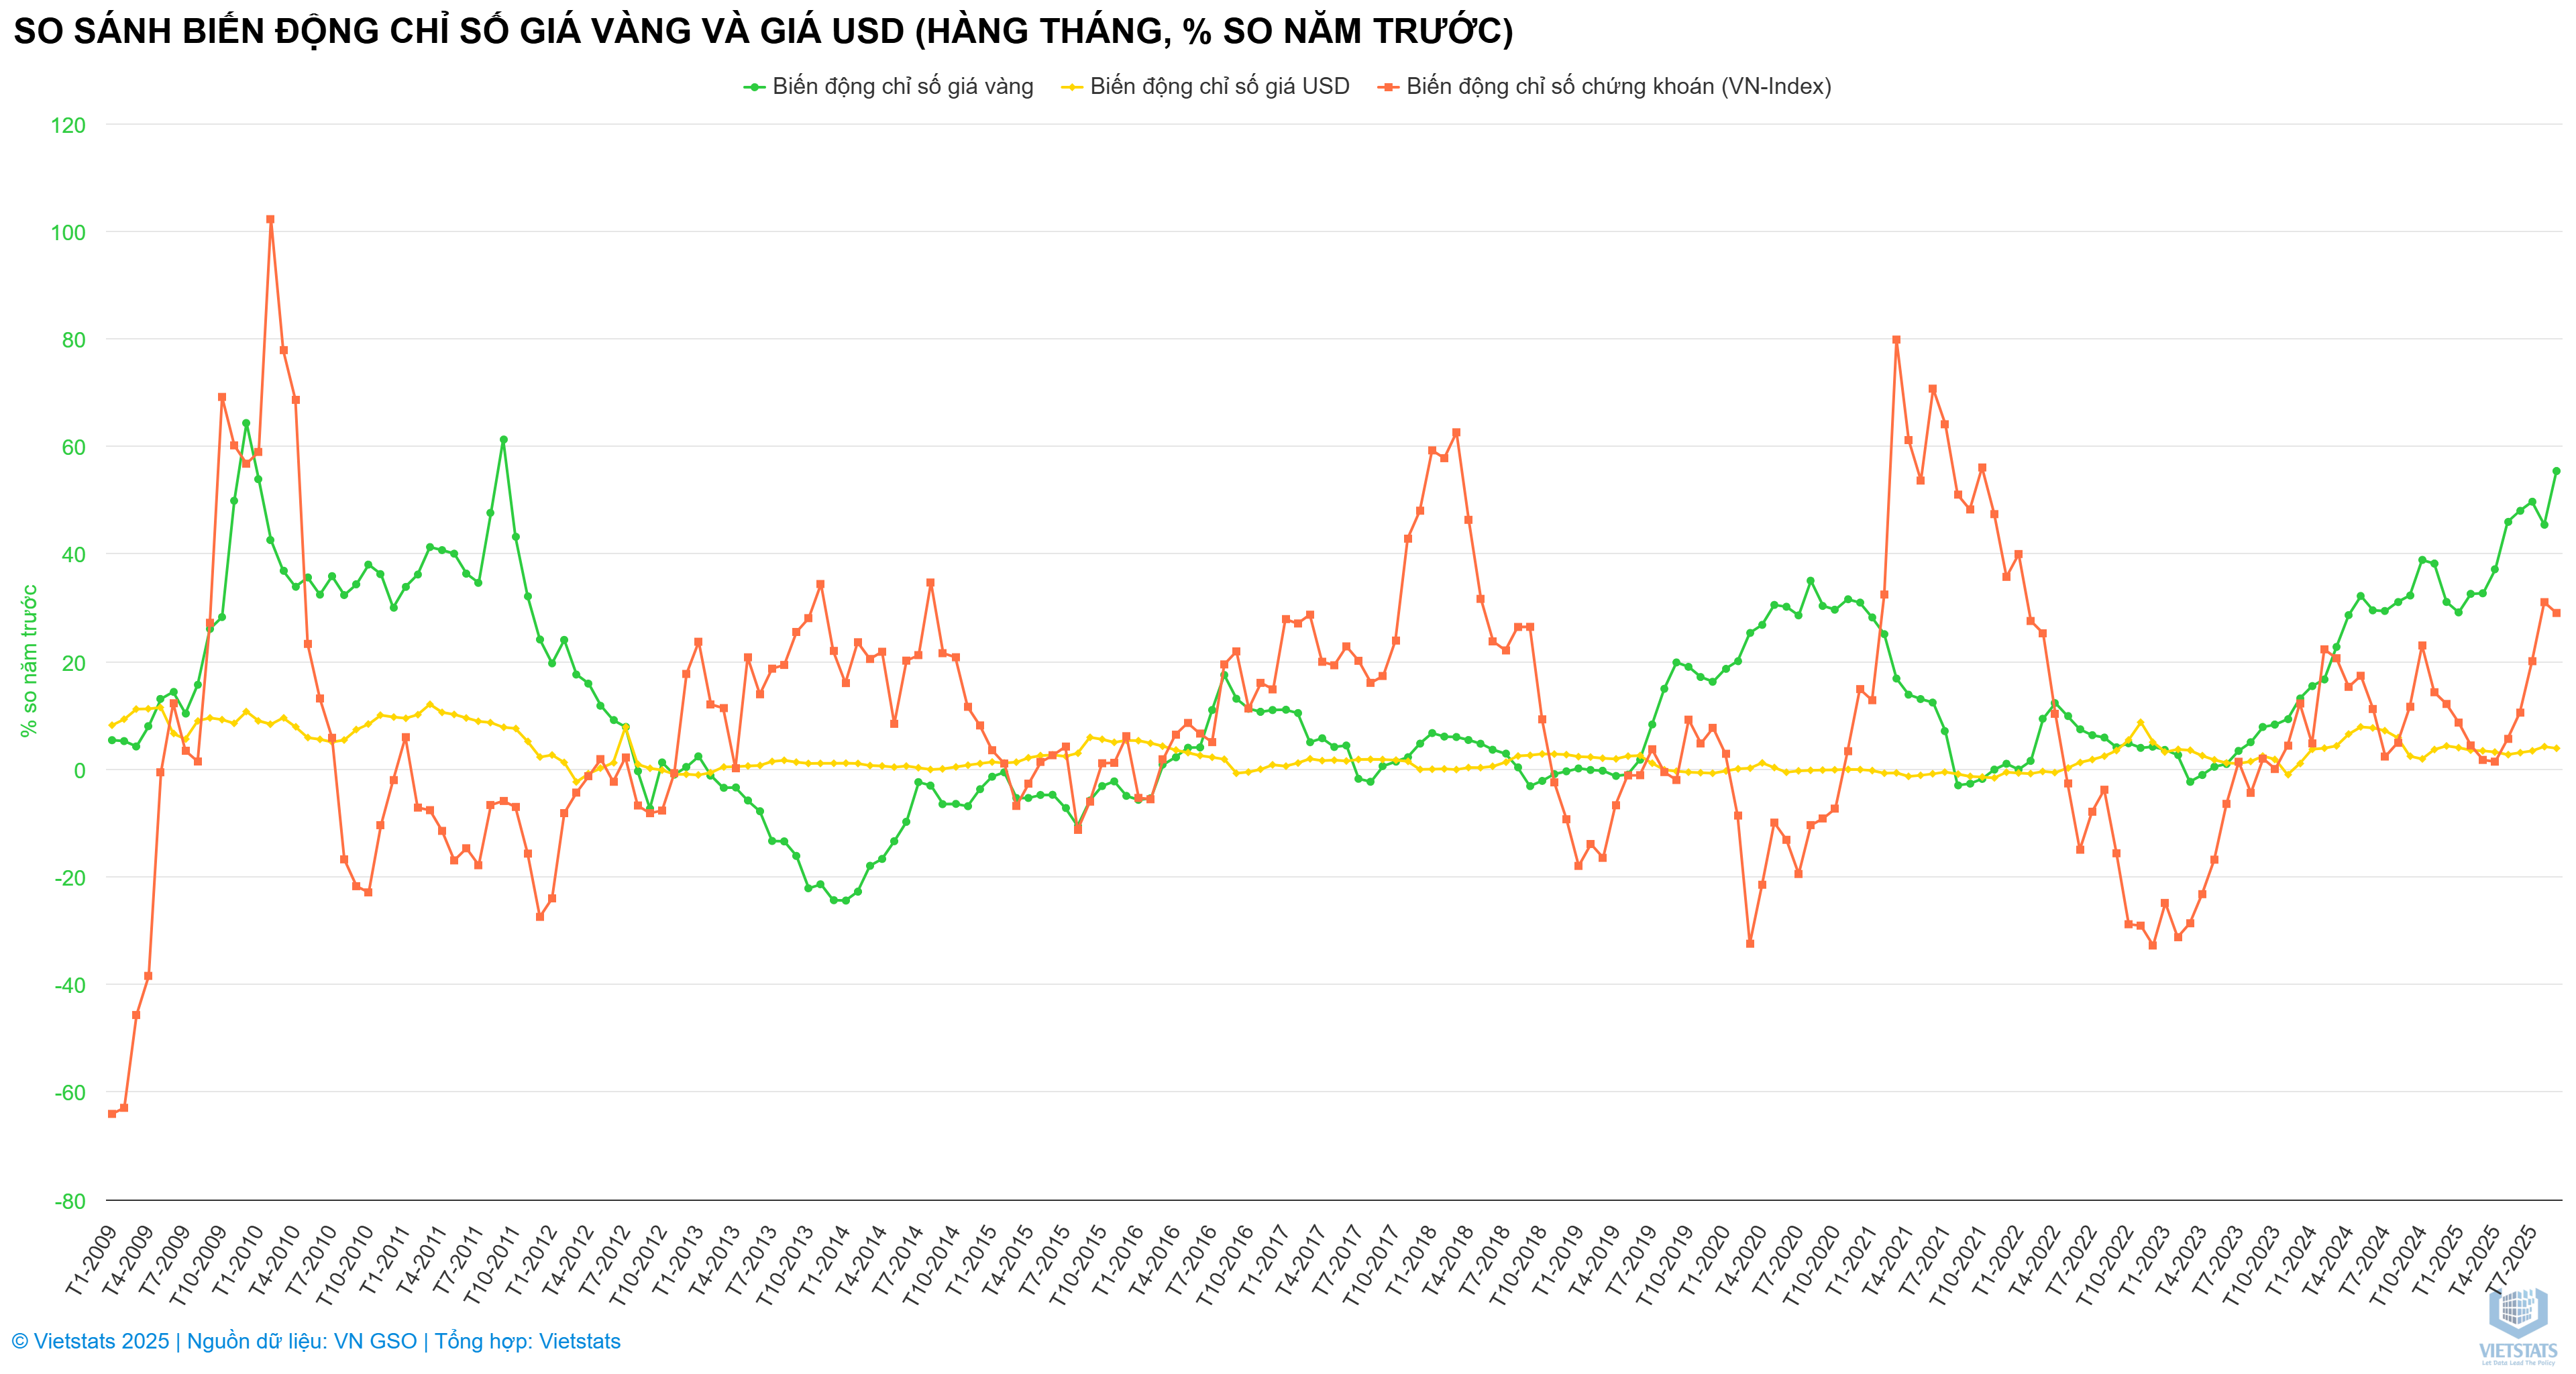 SO SÁNH BIẾN ĐỘNG CHỈ SỐ GIÁ VÀNG VÀ GIÁ USD (HÀNG THÁNG, % SO NĂM TRƯỚC)
Biến động chỉ số giá vàng Biến động chỉ số giá USD Biến động chỉ số chứng khoán (VN-Index)
120
100
80
60
40
20
0
-20
-40
-60
-80
% so năm trước
T1-2009
T4-2009
T7-2009
T10-2009
T1-2010
T4-2010
T7-2010
T10-2010
T1-2011
T4-2011
T7-2011
T10-2011
T1-2012
T4-2012
T7-2012
T10-2012
T1-2013
T4-2013
T7-2013
T10-2013
T1-2014
T4-2014
T7-2014
T10-2014
T1-2015
T4-2015
T7-2015
T10-2015
T1-2016
T4-2016
T7-2016
T10-2016
T1-2017
T4-2017
T7-2017
T10-2017
T1-2018
T4-2018
T7-2018
T10-2018
T1-2019
T4-2019
T7-2019
T10-2019
T1-2020
T4-2020
T7-2020
T10-2020
T1-2021
T4-2021
T7-2021
T10-2021
T1-2022
T4-2022
T7-2022
T10-2022
T1-2023
T4-2023
T7-2023
T10-2023
T1-2024
T4-2024
T7-2024
T10-2024
T1-2025
T4-2025
T7-2025
© Vietstats 2025 | Nguồn dữ liệu: VN GSO | Tổng hợp: Vietstats
VIETSTATS
Let Data Lead The Policy